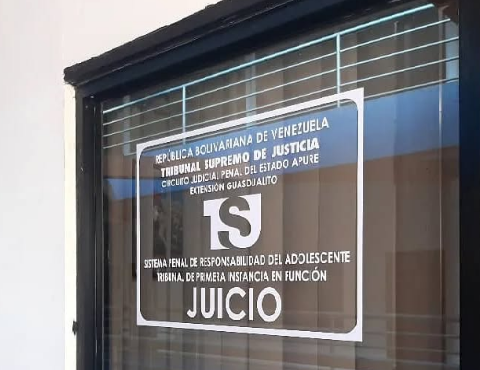 REPÚBLICA BOLIVARIANA DE VENEZUELA
TRIBUNAL SUPREMO DE JUSTICIA
CIRCUITO JUDICIAL PENAL DEL ESTADO APURE
EXTENSIÓN GUASDUALITO
TSJ
SISTEMA PENAL DE RESPONSABILIDAD DEL ADOLESCENTE
TRIBUNAL DE PRIMERA INSTANCIA EN FUNCIÓN
JUICIO